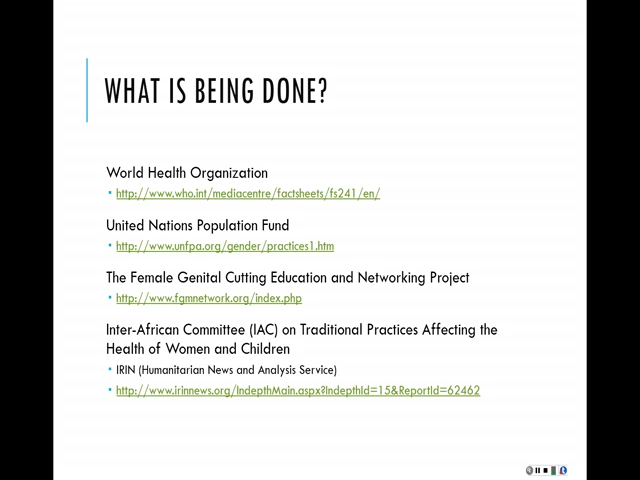 WHAT IS BEING DONE?
World Health Organization
http://www.who.int/mediacentre/factsheets/fs241/en/
United Nations Population Fund
http://www.unfpa.org/gender/practices1.htm
The Female Genital Cutting Education and Networking Project
http://www.fgmnetwork.org/index.php
Inter-African Committee (IAC) on Traditional Practices Affecting the
Health of Women and Children
IRIN (Humanitarian News and Analysis Service)
http://www.irinnews.org/IndepthMain.aspx?IndepthId=15&ReportId=62462